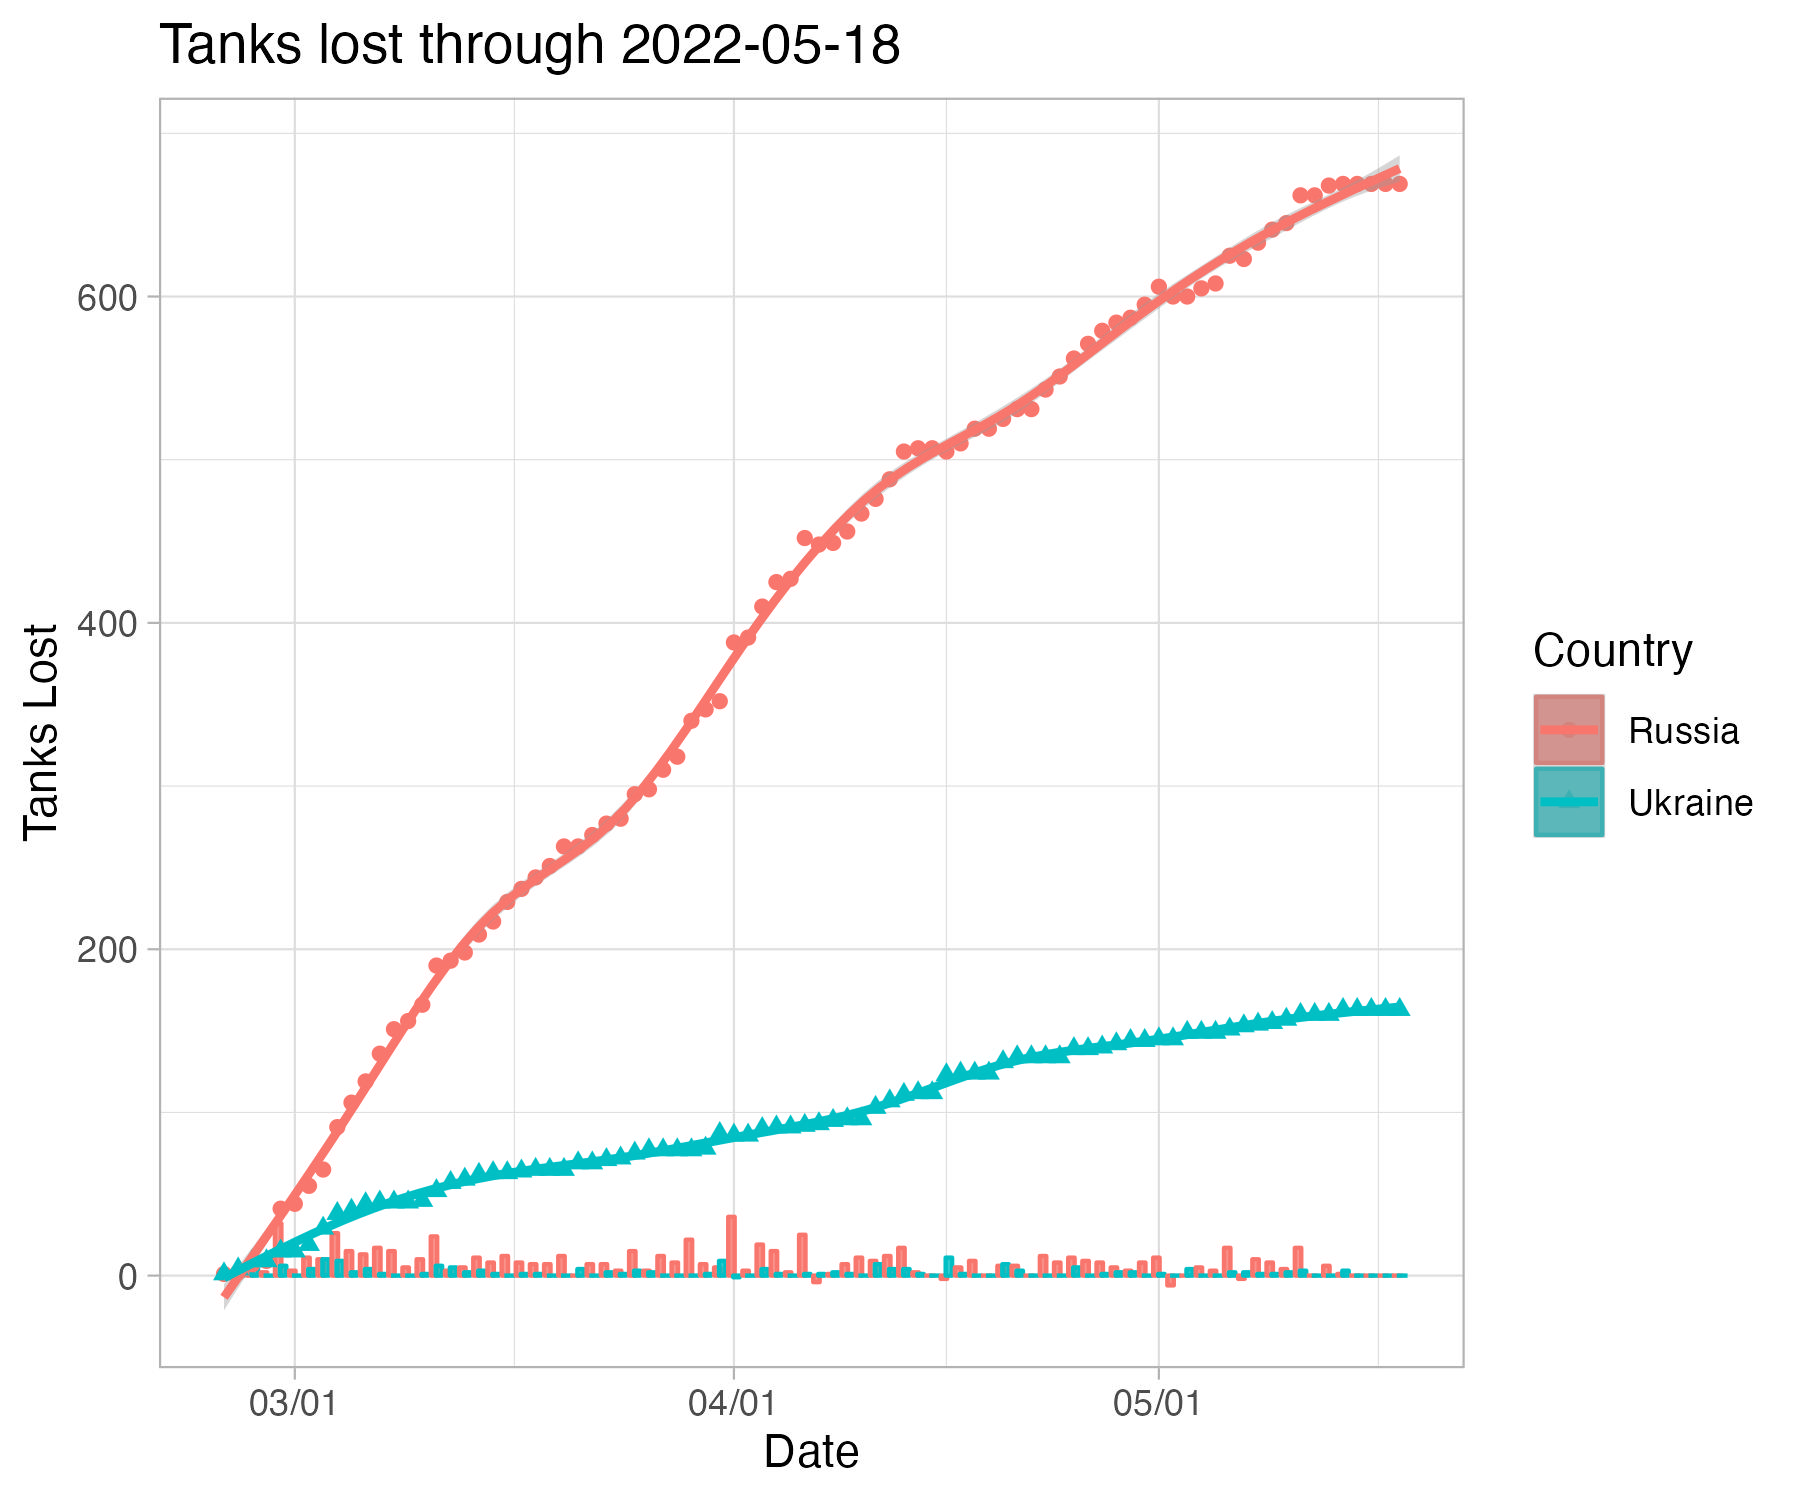 Tanks lost through 2022-05-18
Tanks Lost
600
400
200
0
03/01 04/01 05/01
Date
Country
Russia
Ukraine